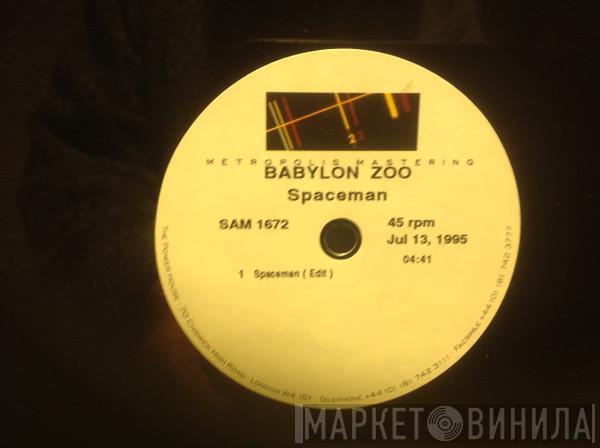 METROPOLIS MASTERING
BABYLON ZOO
Spaceman
SAM 1672
45 rpm
Jul 13, 1995
04:41
1 Spaceman ( Edit )
THE POWER HOUSE · 70 CHISWICK HIGH ROAD · LONDON W4 1SY · TELEPHONE +44 (0) 181 742 3111 · FACSIMILE +44 (0) 181 742 3777
МАРКЕТ ВИНИЛА